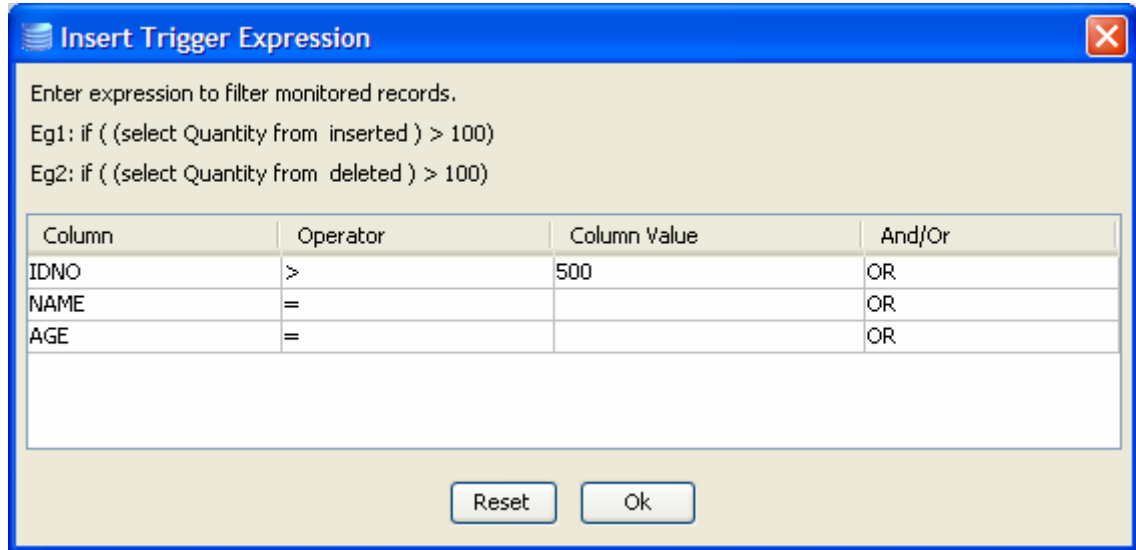 Insert Trigger Expression
Enter expression to filter monitored records.
Eg1: if ( (select Quantity from  inserted ) > 100)
Eg2: if ( (select Quantity from  deleted ) > 100)
Column Operator Column Value And/Or
IDNO > 500 OR
NAME = OR
AGE = OR
Reset Ok